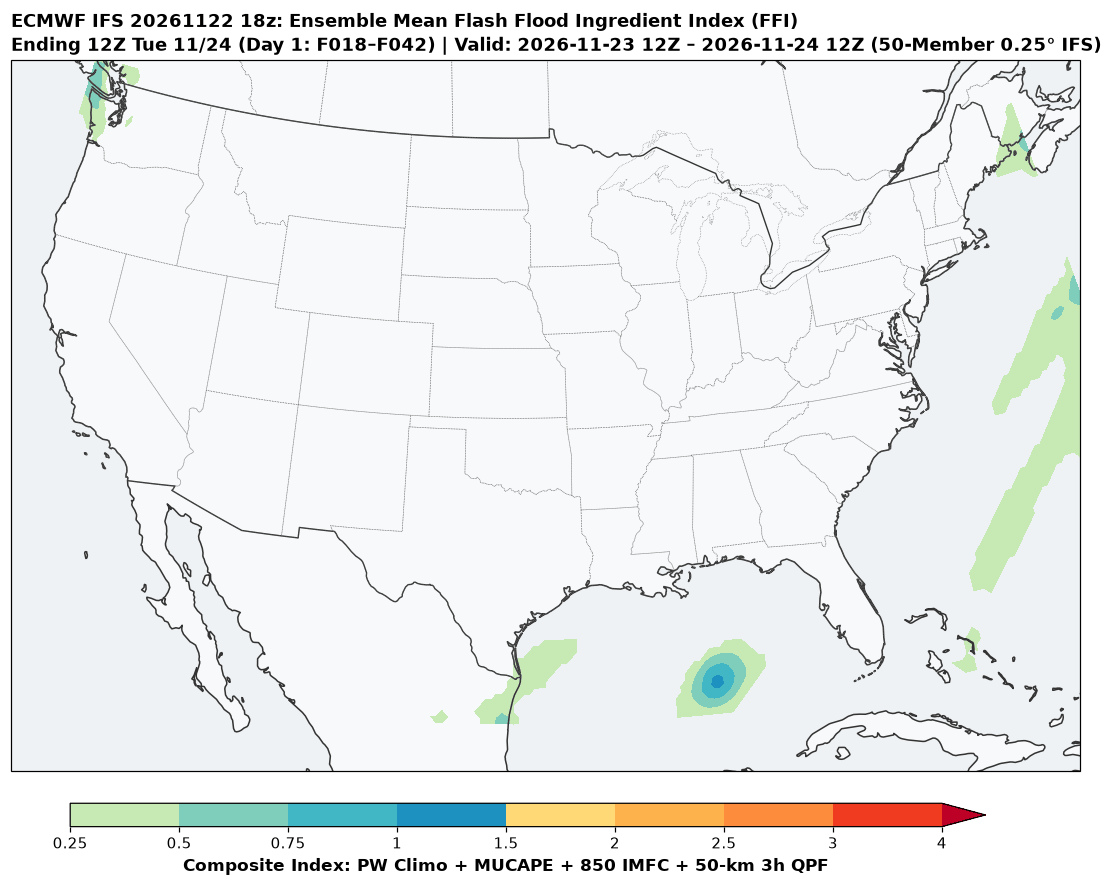 ECMWF IFS 20261122 18z: Ensemble Mean Flash Flood Ingredient Index (FFI)
Ending 12Z Tue 11/24 (Day 1: F018–F042) | Valid: 2026-11-23 12Z – 2026-11-24 12Z (50-Member 0.25° IFS)
0.25 0.5 0.75 1 1.5 2 2.5 3 4
Composite Index: PW Climo + MUCAPE + 850 IMFC + 50-km 3h QPF